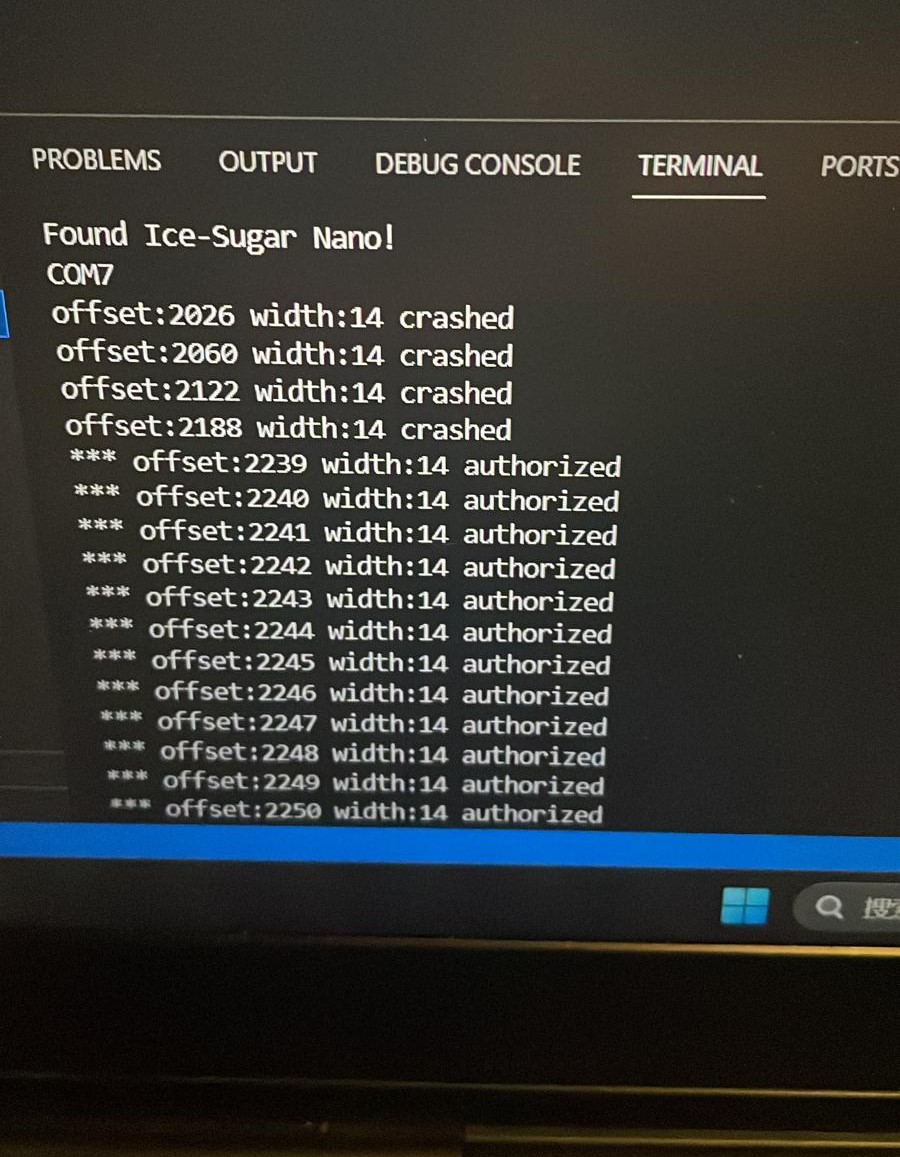 PROBLEMS OUTPUT DEBUG CONSOLE TERMINAL PORTS
Found Ice-Sugar Nano!
COM7
offset:2026 width:14 crashed
offset:2060 width:14 crashed
offset:2122 width:14 crashed
offset:2188 width:14 crashed
*** offset:2239 width:14 authorized
*** offset:2240 width:14 authorized
*** offset:2241 width:14 authorized
*** offset:2242 width:14 authorized
*** offset:2243 width:14 authorized
*** offset:2244 width:14 authorized
*** offset:2245 width:14 authorized
*** offset:2246 width:14 authorized
*** offset:2247 width:14 authorized
*** offset:2248 width:14 authorized
*** offset:2249 width:14 authorized
*** offset:2250 width:14 authorized
搜